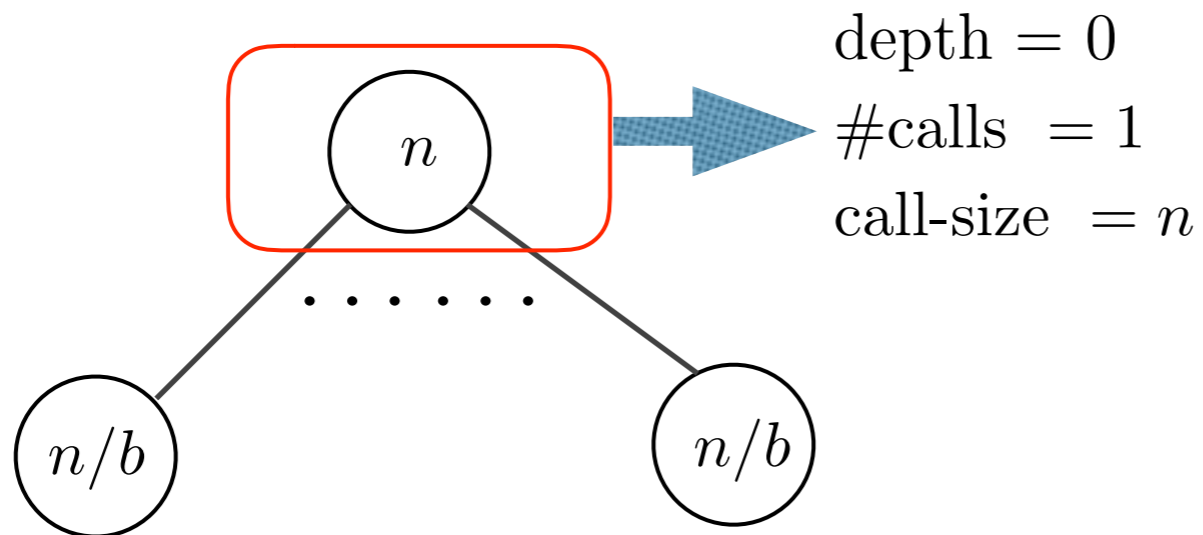 depth = 0
n
#calls = 1
call-size = n
n/b
n/b